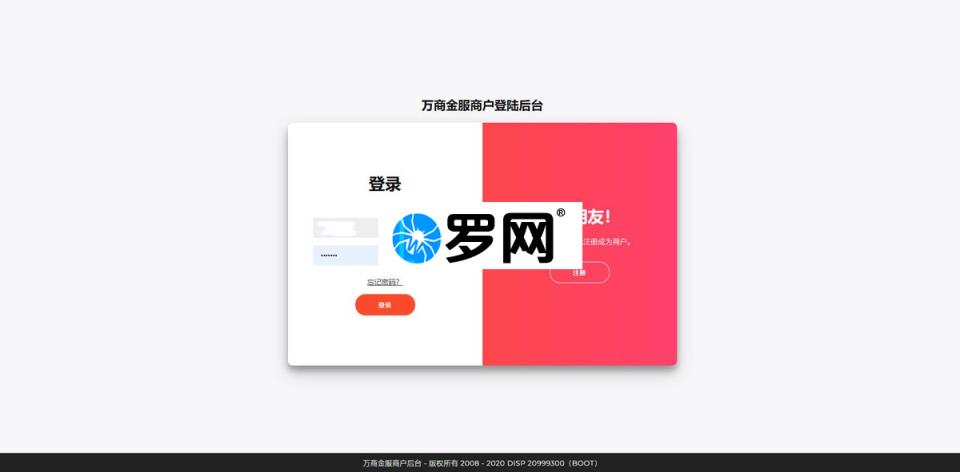 万商金服商户登陆后台
登录
罗网®
朋友!
注册成为商户。
•••••••
忘记密码?
注册
登录
万商金服商户后台 - 版权所有 2008 - 2020 DISP 20999300（BOOT）